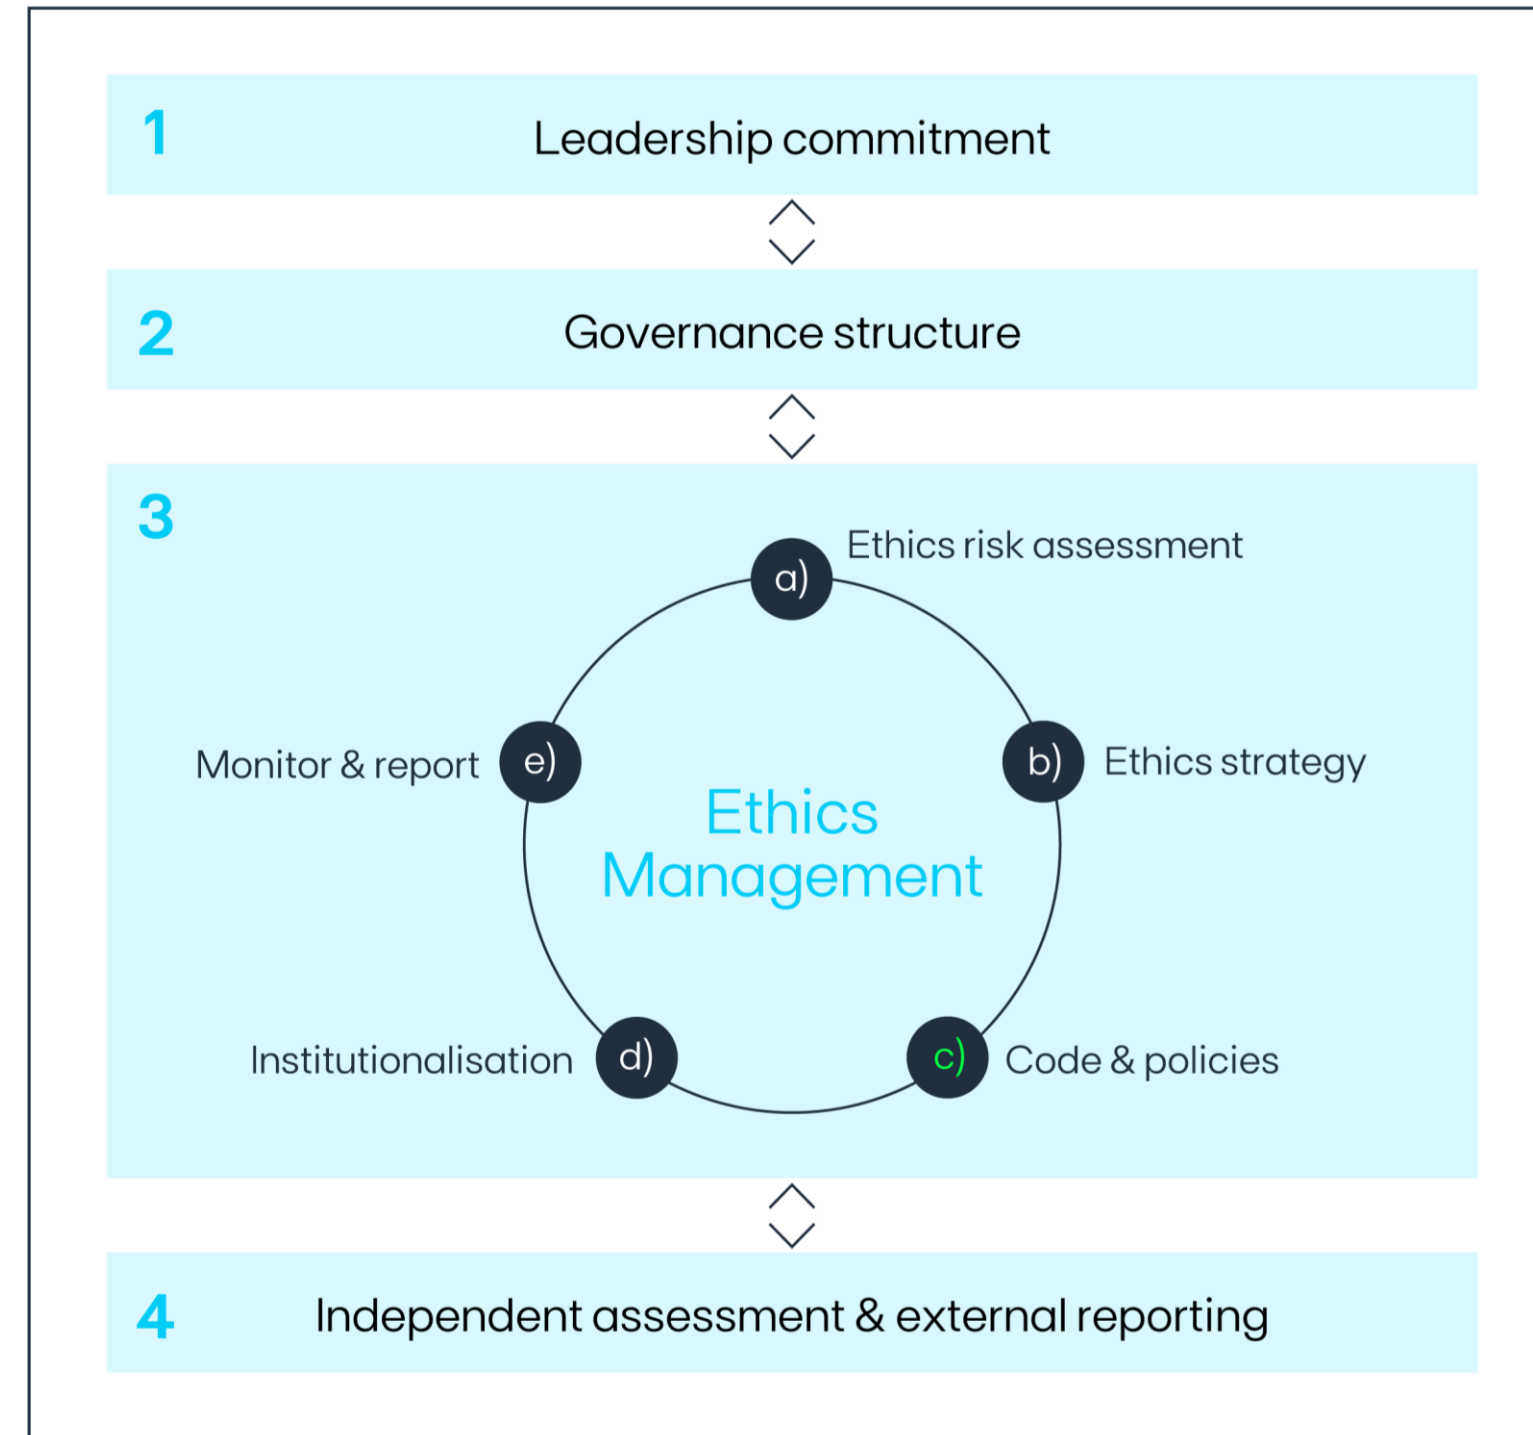 1
Leadership commitment
2
Governance structure
3
a)
Ethics risk assessment
b)
Ethics strategy
c)
Code & policies
d)
Institutionalisation
e)
Monitor & report
Ethics
Management
4
Independent assessment & external reporting